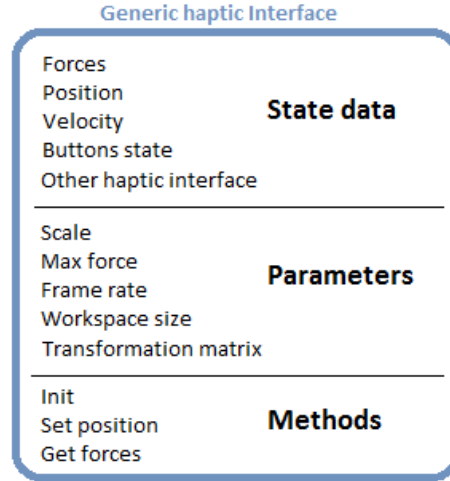 Generic haptic Interface
Forces
Position
Velocity
Buttons state
Other haptic interface
State data
Scale
Max force
Frame rate
Workspace size
Transformation matrix
Parameters
Init
Set position
Get forces
Methods